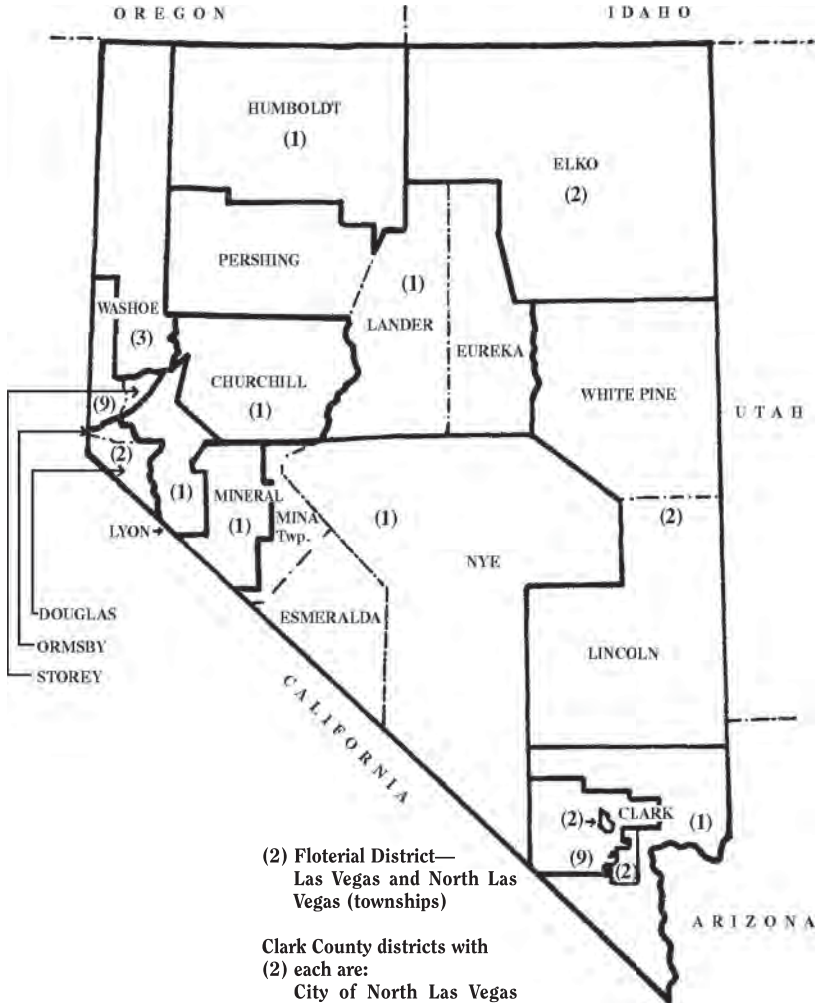 OREGON
IDAHO
HUMBOLDT
(1)
ELKO
(2)
PERSHING
(1)
LANDER
EUREKA
WASHOE
(3)
CHURCHILL
(1)
WHITE PINE
UTAH
(9)
(2)
(1)
MINERAL
(1)
MINA
Twp.
(1)
(2)
LYON
NYE
DOUGLAS
ORMSBY
STOREY
ESMERALDA
LINCOLN
CALIFORNIA
(2)
CLARK
(1)
(9)
(2)
ARIZONA
(2) Floterial District—
Las Vegas and North Las
Vegas (townships)
Clark County districts with
(2) each are:
City of North Las Vegas